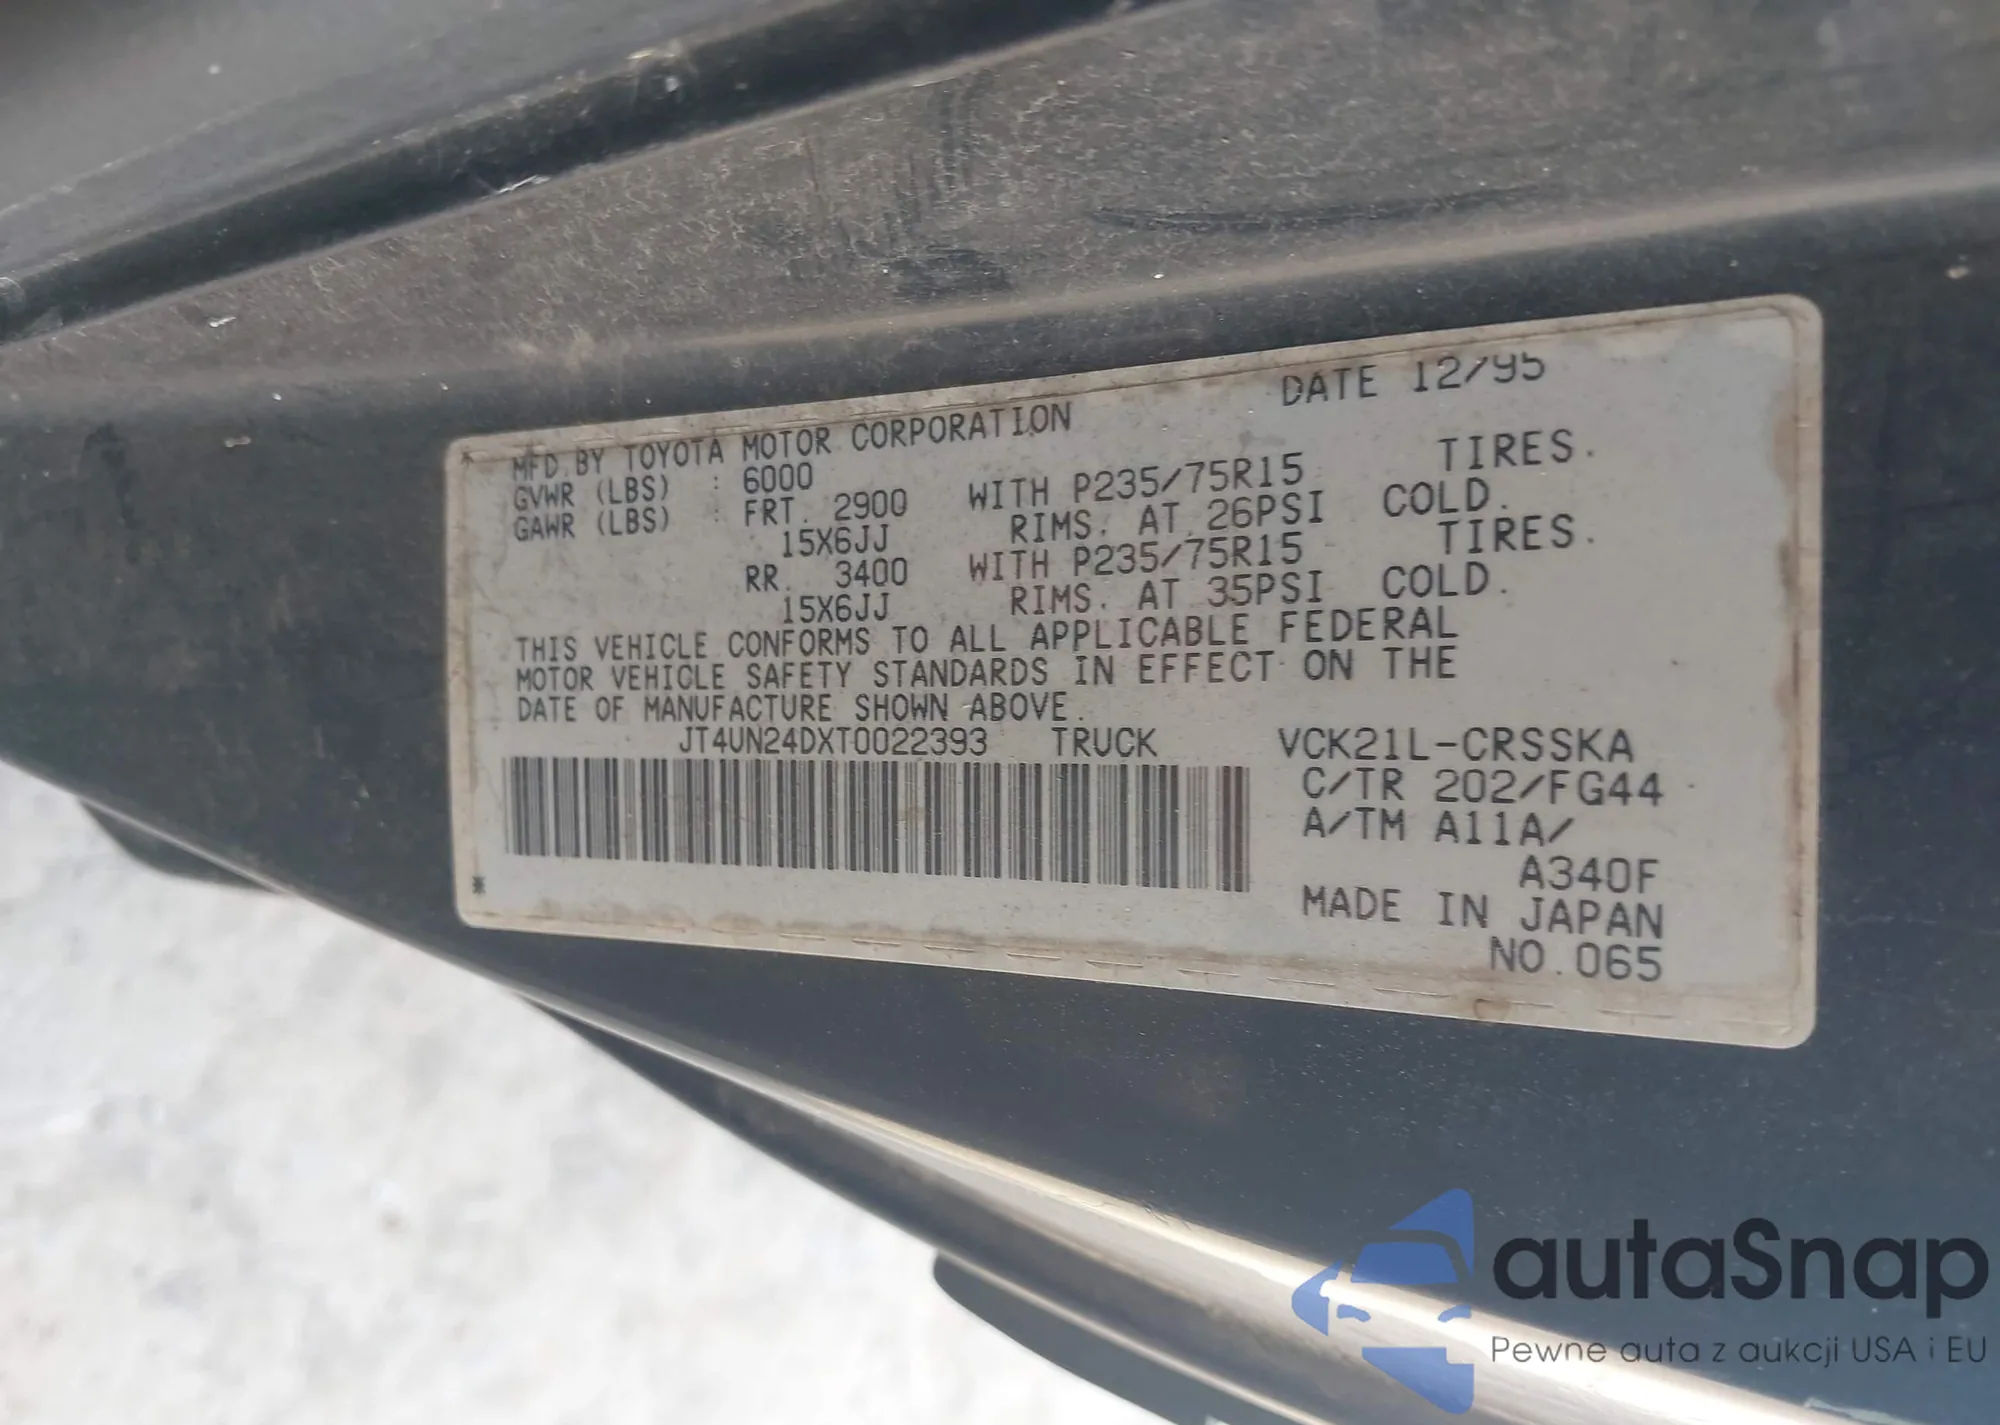 DATE 12/95
MFD.BY TOYOTA MOTOR CORPORATION
GVWR (LBS) : 6000
GAWR (LBS) : FRT. 2900 WITH P235/75R15 TIRES.
15X6JJ RIMS. AT 26PSI COLD.
RR. 3400 WITH P235/75R15 TIRES.
15X6JJ RIMS. AT 35PSI COLD.
THIS VEHICLE CONFORMS TO ALL APPLICABLE FEDERAL
MOTOR VEHICLE SAFETY STANDARDS IN EFFECT ON THE
DATE OF MANUFACTURE SHOWN ABOVE.
JT4UN24DXT0022393 TRUCK VCK21L-CRSSKA
C/TR 202/FG44
A/TM A11A/
A340F
MADE IN JAPAN
NO.065
autaSnap
Pewne auta z aukcji USA i EU